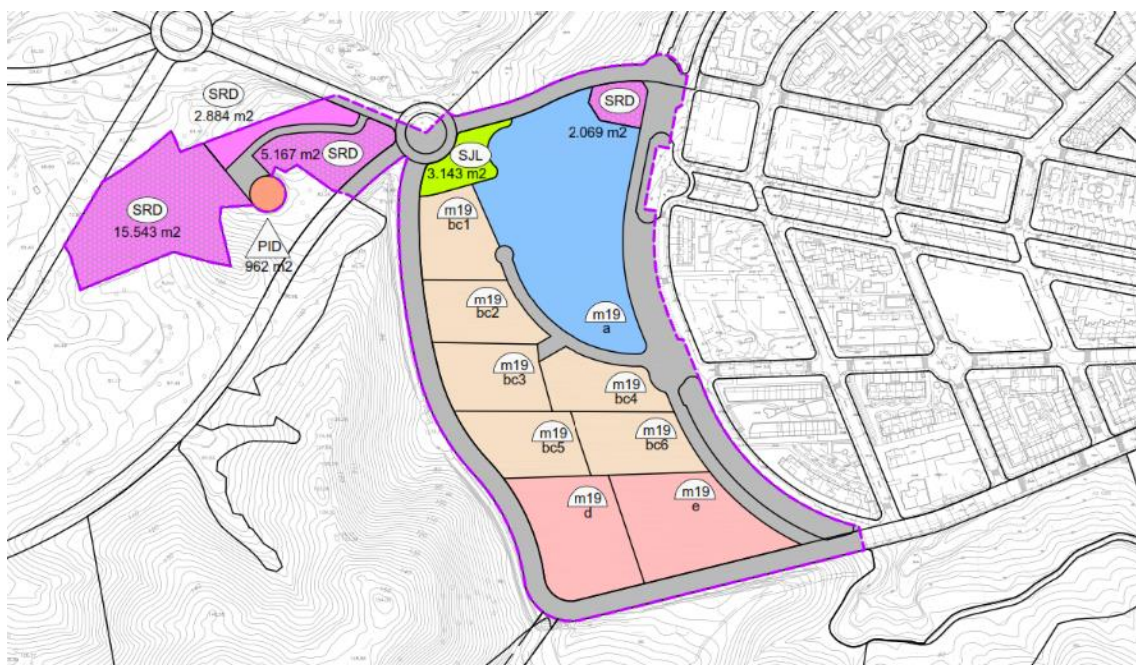 SRD
2.884 m2
5.167 m2
SRD
SRD
15.543 m2
PID
962 m2
SJL
3.143 m2
SRD
2.069 m2
m19
bc1
m19
bc2
m19
a
m19
bc3
m19
bc4
m19
bc5
m19
bc6
m19
d
m19
e